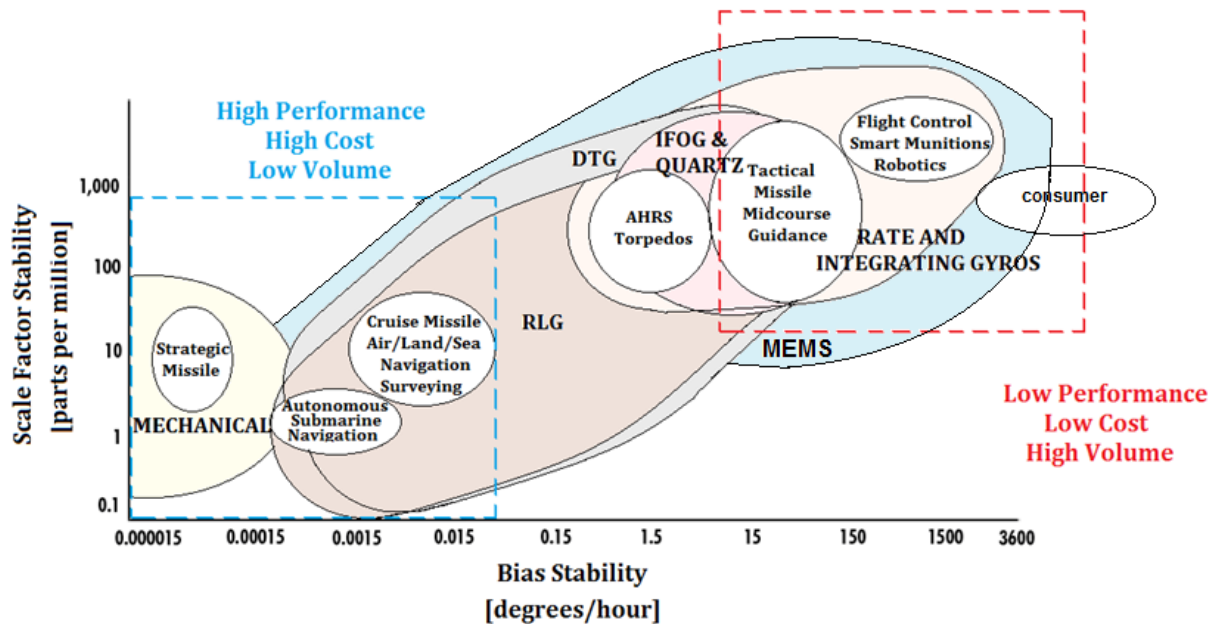 High Performance
High Cost
Low Volume
Scale Factor Stability
[parts per million]
1,000
100
10
1
0.1
DTG
IFOG &
QUARTZ
Flight Control
Smart Munitions
Robotics
Tactical
Missile
Midcourse
Guidance
AHRS
Torpedos
consumer
RATE AND
INTEGRATING GYROS
RLG
MEMS
Cruise Missile
Air/Land/Sea
Navigation
Surveying
Strategic
Missile
MECHANICAL
Autonomous
Submarine
Navigation
Low Performance
Low Cost
High Volume
0.000015 0.00015 0.0015 0.015 0.15 1.5 15 150 1500 3600
Bias Stability
[degrees/hour]